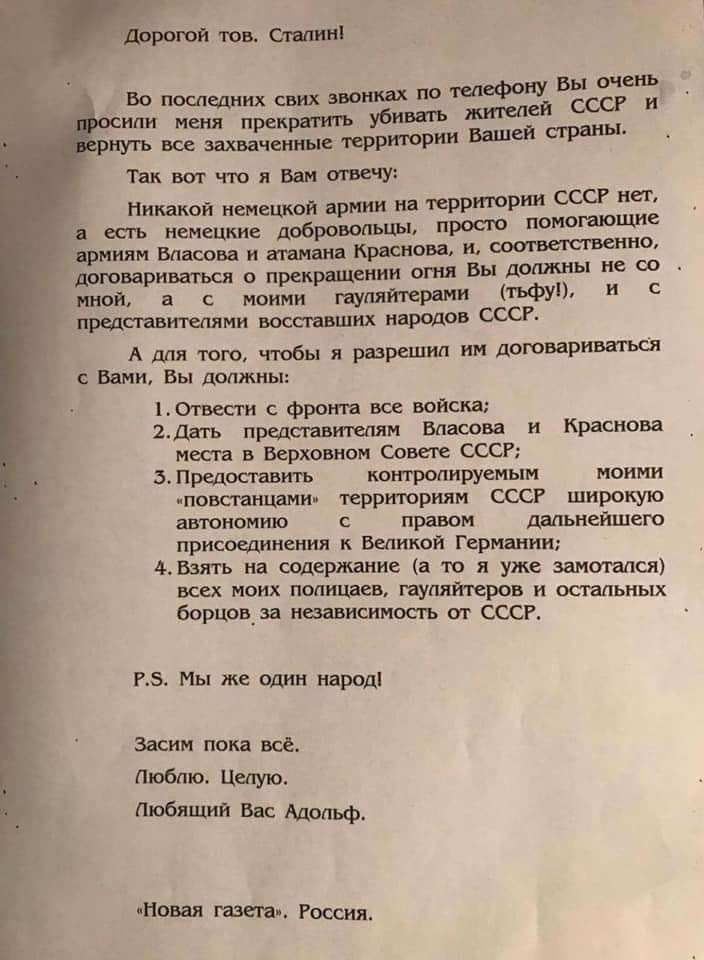 Дорогой тов. Сталин!
Во последних свих звонках по телефону Вы очень
просили меня прекратить убивать жителей СССР и
вернуть все захваченные территории Вашей страны.
Так вот что я Вам отвечу:
Никакой немецкой армии на территории СССР нет,
а есть немецкие добровольцы, просто помогающие
армиям Власова и атамана Краснова, и, соответственно,
договариваться о прекращении огня Вы должны не со
мной, а с моими гауляйтерами (тьфу!), и с
представителями восставших народов СССР.
А для того, чтобы я разрешил им договариваться
с Вами, Вы должны:
1. Отвести с фронта все войска;
2. Дать представителям Власова и Краснова
места в Верховном Совете СССР;
3. Предоставить контролируемым моими
«повстанцами» территориям СССР широкую
автономию с правом дальнейшего
присоединения к Великой Германии;
4. Взять на содержание (а то я уже замотался)
всех моих полицаев, гауляйтеров и остальных
борцов за независимость от СССР.
P.S. Мы же один народ!
Засим пока всё.
Люблю. Целую.
Любящий Вас Адольф.
«Новая газета». Россия.